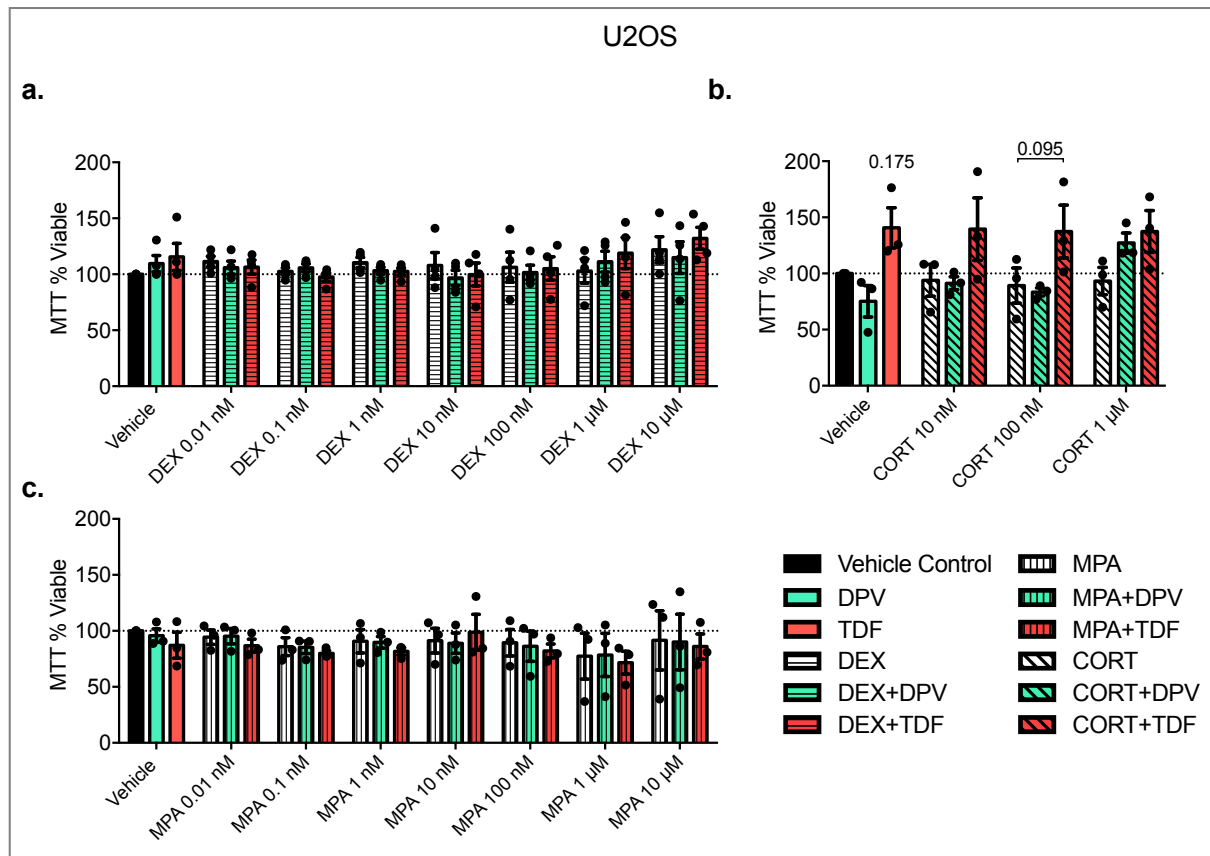 U2OS
a.
200
150
100
50
0
MTT % Viable
Vehicle
DEX 0.01 nM
DEX 0.1 nM
DEX 1 nM
DEX 10 nM
DEX 100 nM
DEX 1 µM
DEX 10 µM
b.
200
150
100
50
0
MTT % Viable
0.175
0.095
Vehicle
CORT 10 nM
CORT 100 nM
CORT 1 µM
c.
200
150
100
50
0
MTT % Viable
Vehicle
MPA 0.01 nM
MPA 0.1 nM
MPA 1 nM
MPA 10 nM
MPA 100 nM
MPA 1 µM
MPA 10 µM
Vehicle Control
DPV
TDF
DEX
DEX+DPV
DEX+TDF
MPA
MPA+DPV
MPA+TDF
CORT
CORT+DPV
CORT+TDF